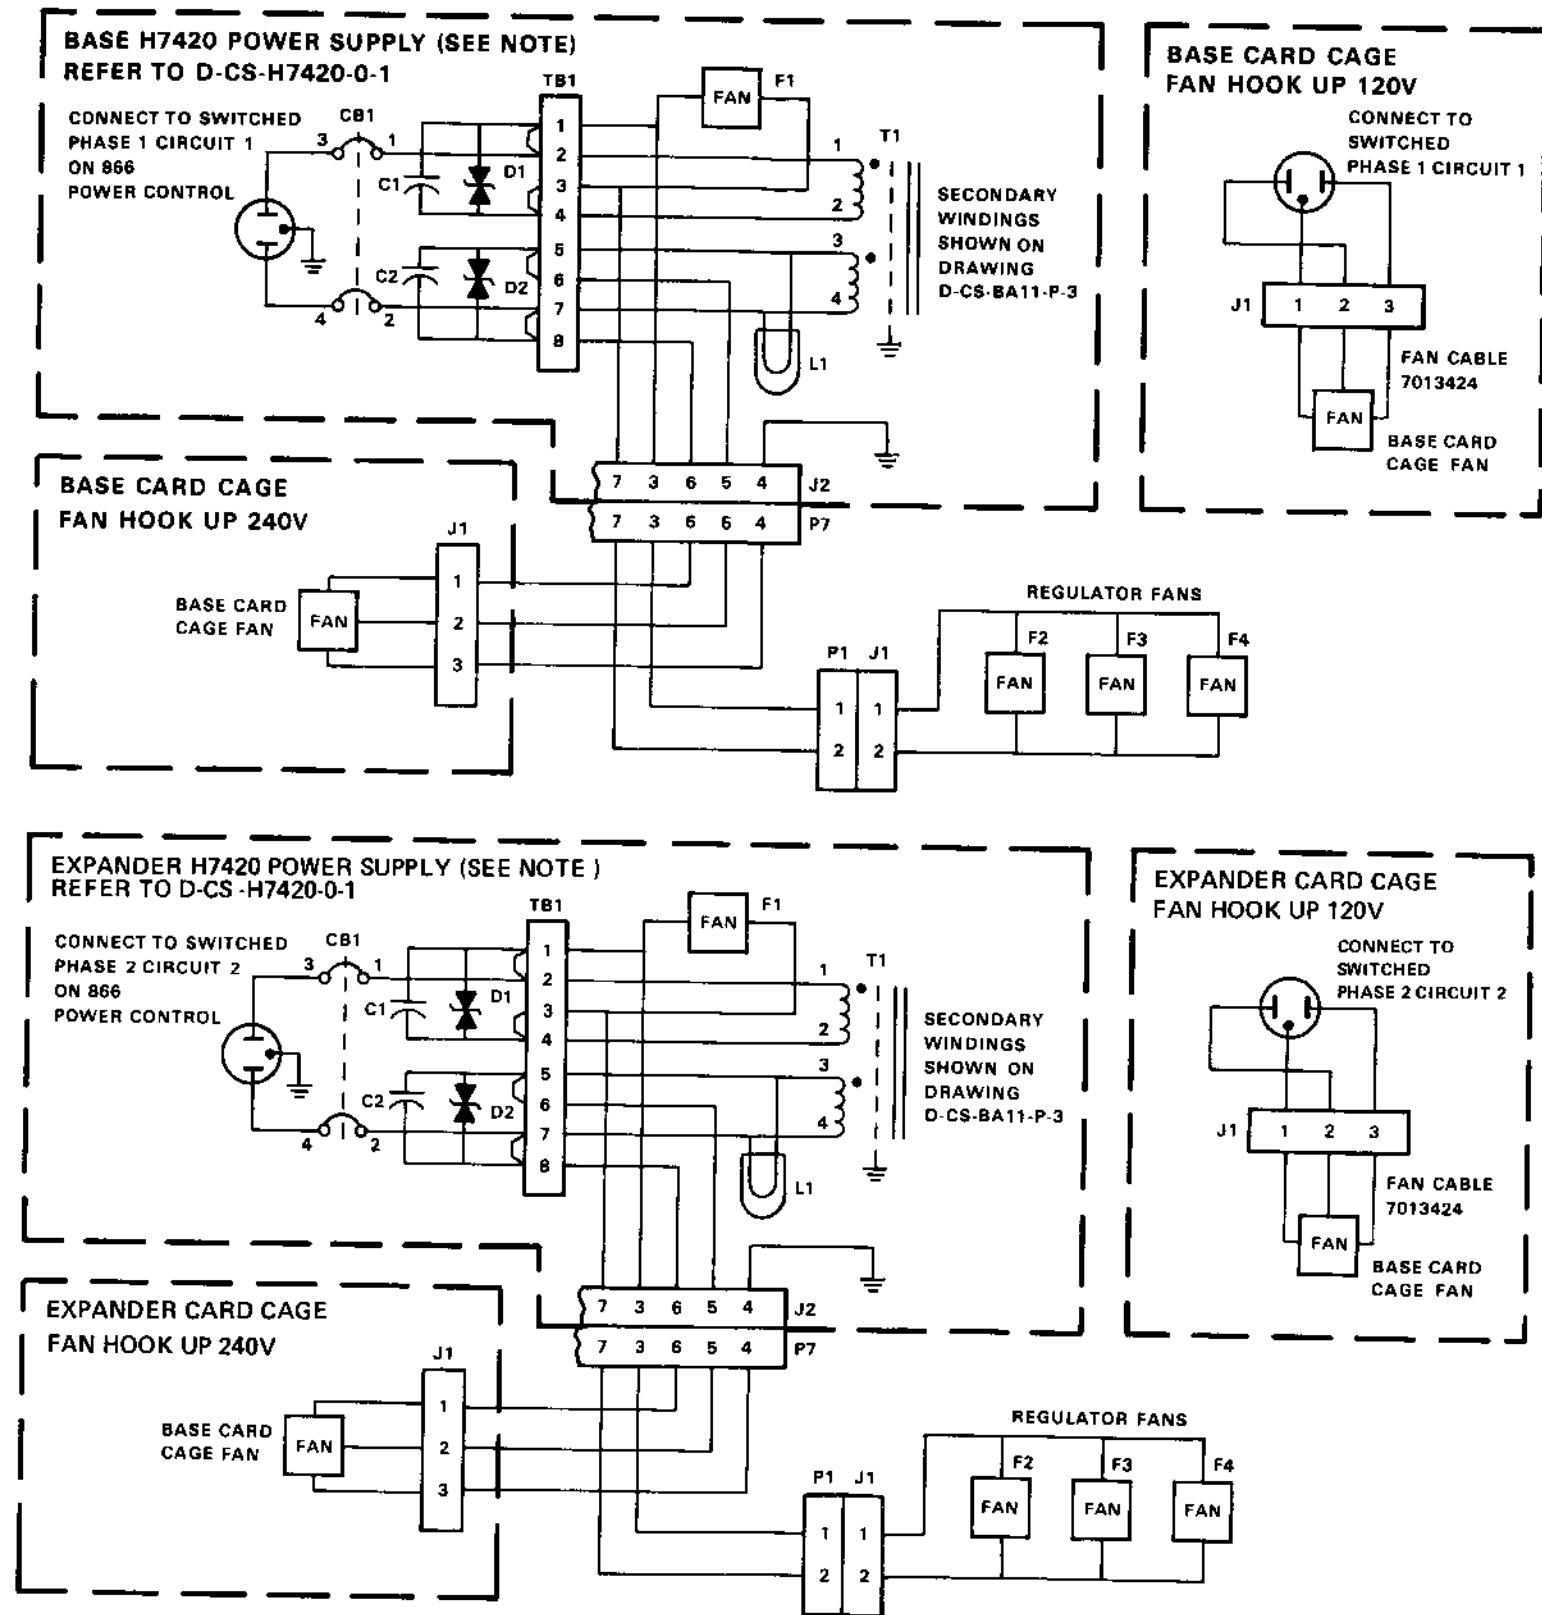 BASE H7420 POWER SUPPLY (SEE NOTE)
REFER TO D-CS-H7420-0-1
CONNECT TO SWITCHED
PHASE 1 CIRCUIT 1
ON 866
POWER CONTROL
CB1
3 1
4 2
C1
D1
C2
D2
TB1
1
2
3
4
5
6
7
8
FAN
F1
T1
1
2
3
4
L1
SECONDARY
WINDINGS
SHOWN ON
DRAWING
D-CS-BA11-P-3
7 3 6 5 4 J2
7 3 6 5 4 P7
BASE CARD CAGE
FAN HOOK UP 120V
CONNECT TO
SWITCHED
PHASE 1 CIRCUIT 1
J1 1 2 3
FAN CABLE
7013424
FAN
BASE CARD
CAGE FAN
BASE CARD CAGE
FAN HOOK UP 240V
J1
1
2
3
BASE CARD
CAGE FAN
FAN
REGULATOR FANS
P1 J1
1 1
2 2
F2 F3 F4
FAN FAN FAN
EXPANDER H7420 POWER SUPPLY (SEE NOTE )
REFER TO D-CS -H7420-0-1
CONNECT TO SWITCHED
PHASE 2 CIRCUIT 2
ON 866
POWER CONTROL
CB1
3 1
4 2
C1
D1
C2
D2
TB1
1
2
3
4
5
6
7
8
FAN
F1
T1
1
2
3
4
L1
SECONDARY
WINDINGS
SHOWN ON
DRAWING
D-CS-BA11-P-3
7 3 6 5 4 J2
7 3 6 5 4 P7
EXPANDER CARD CAGE
FAN HOOK UP 120V
CONNECT TO
SWITCHED
PHASE 2 CIRCUIT 2
J1 1 2 3
FAN CABLE
7013424
FAN
BASE CARD
CAGE FAN
EXPANDER CARD CAGE
FAN HOOK UP 240V
J1
1
2
3
BASE CARD
CAGE FAN
FAN
REGULATOR FANS
P1 J1
1 1
2 2
F2 F3 F4
FAN FAN FAN